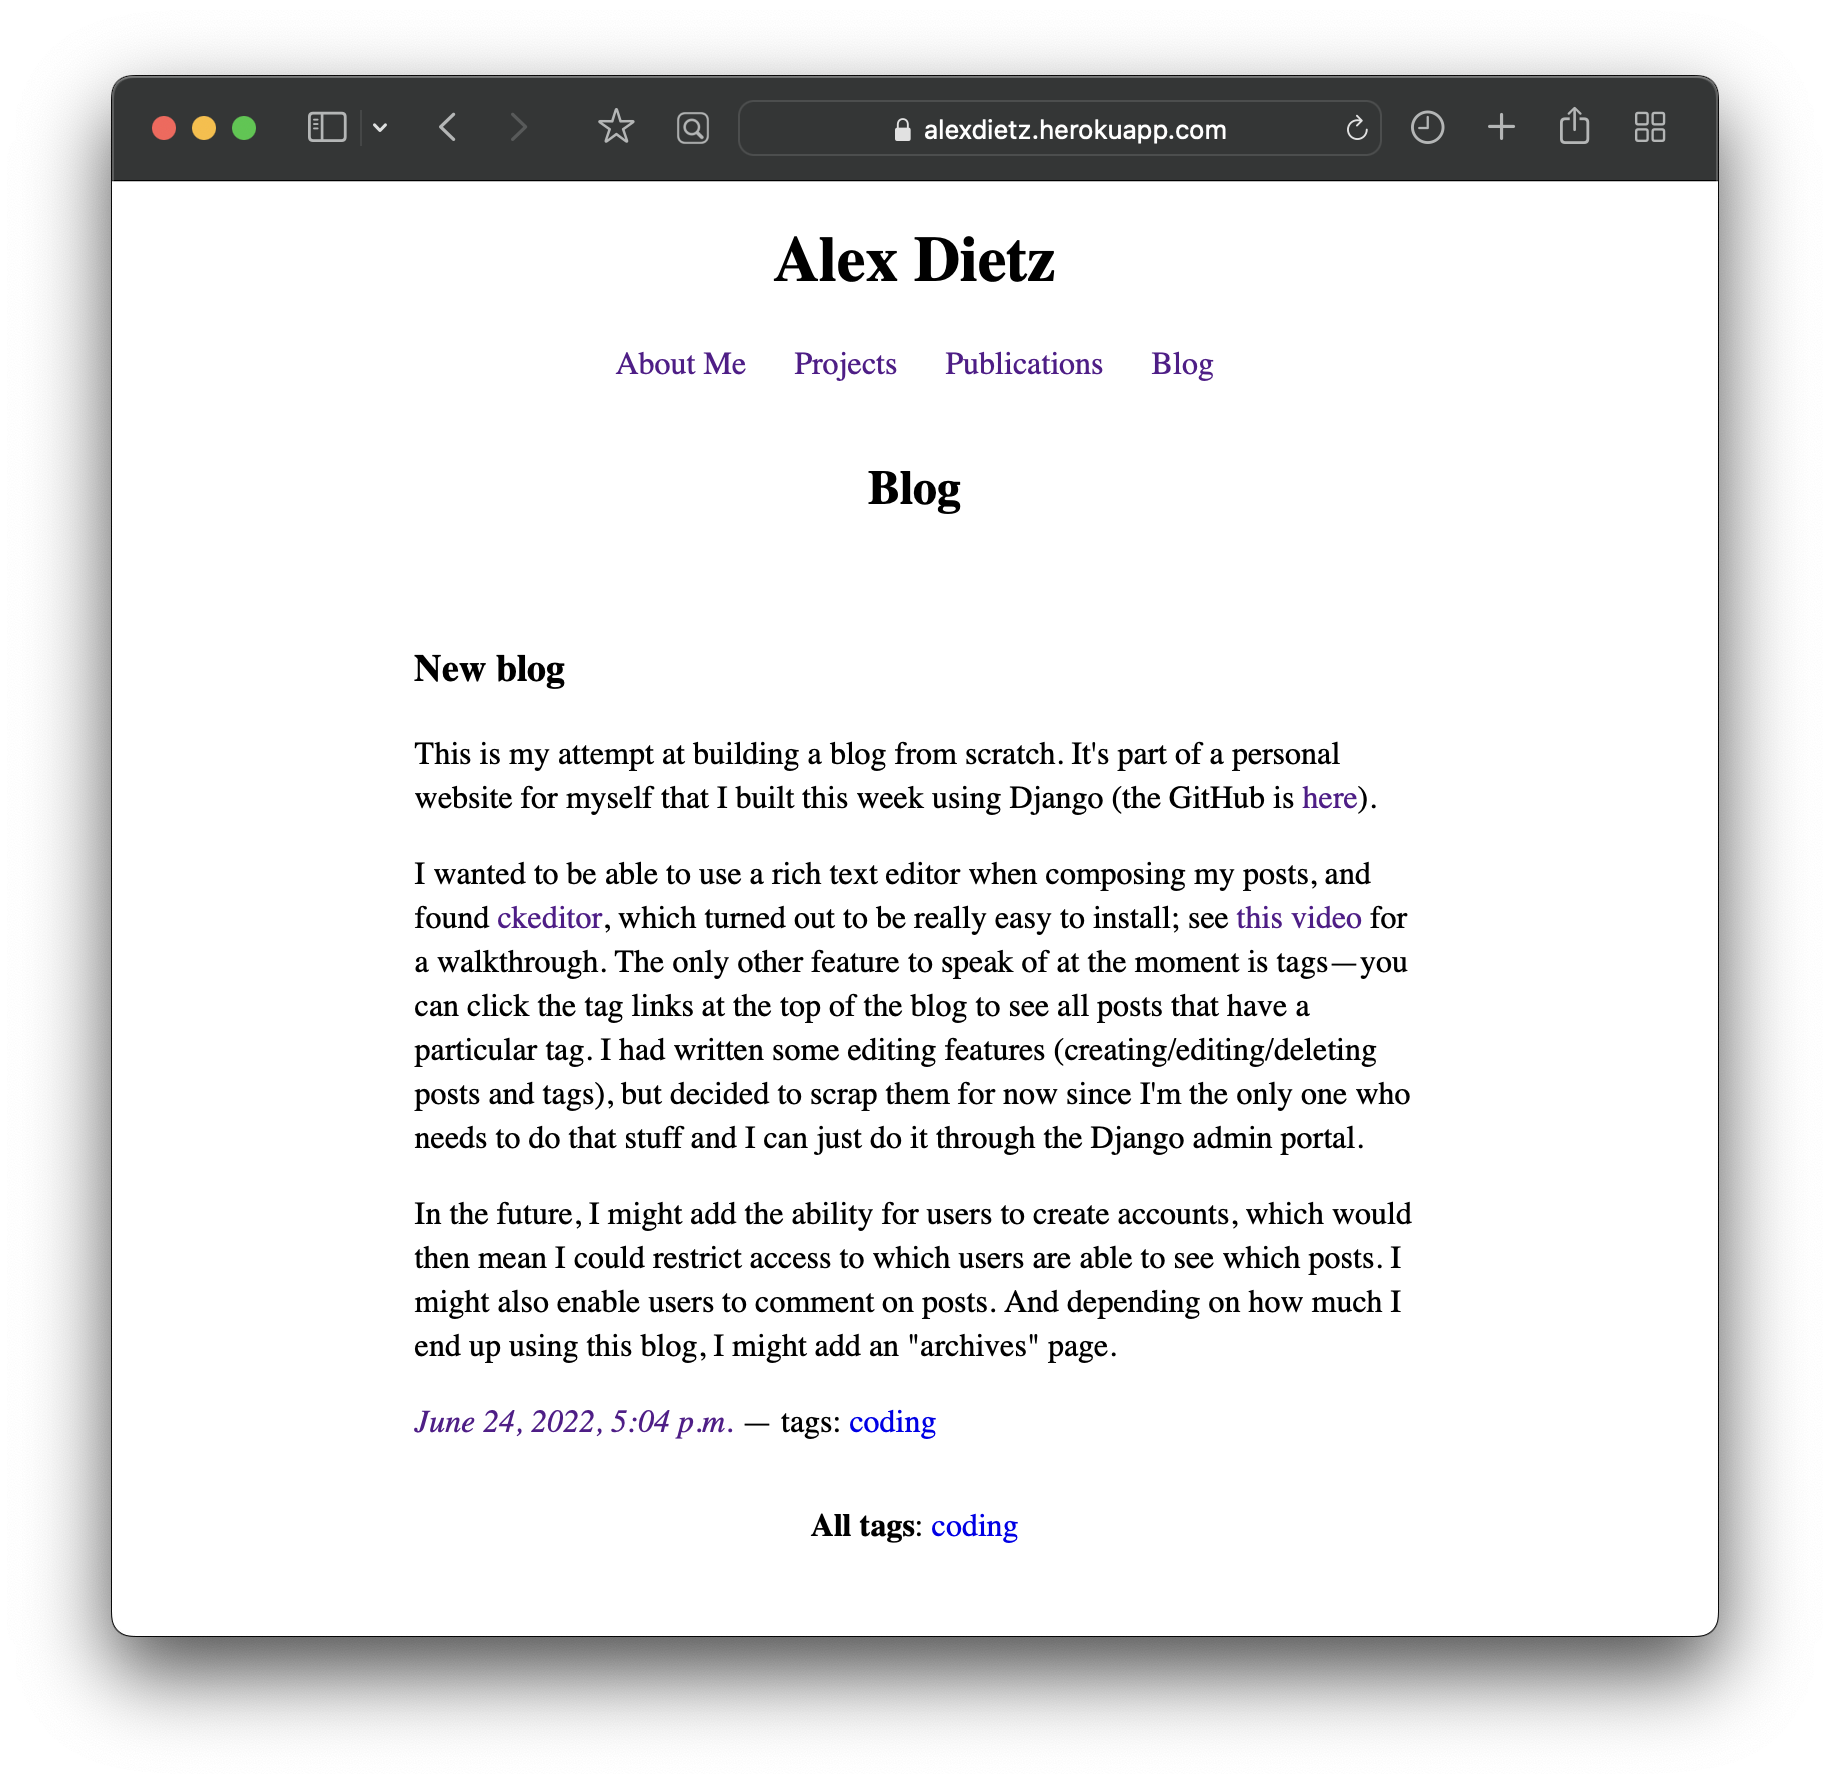 alexdietz.herokuapp.com
Alex Dietz
About Me Projects Publications Blog
Blog
New blog
This is my attempt at building a blog from scratch. It's part of a personal
website for myself that I built this week using Django (the GitHub is here).
I wanted to be able to use a rich text editor when composing my posts, and
found ckeditor, which turned out to be really easy to install; see this video for
a walkthrough. The only other feature to speak of at the moment is tags—you
can click the tag links at the top of the blog to see all posts that have a
particular tag. I had written some editing features (creating/editing/deleting
posts and tags), but decided to scrap them for now since I'm the only one who
needs to do that stuff and I can just do it through the Django admin portal.
In the future, I might add the ability for users to create accounts, which would
then mean I could restrict access to which users are able to see which posts. I
might also enable users to comment on posts. And depending on how much I
end up using this blog, I might add an "archives" page.
June 24, 2022, 5:04 p.m. — tags: coding
All tags: coding